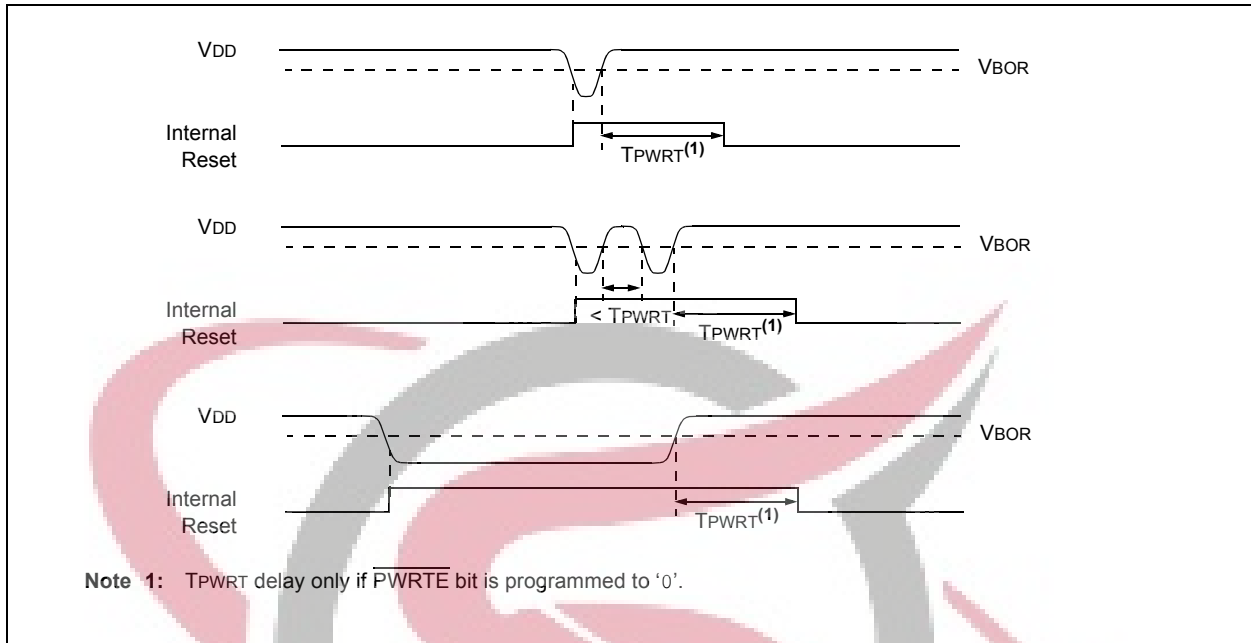 VDD
VBOR
Internal
Reset
TPWRT(1)
VDD
VBOR
Internal
Reset
< TPWRT
TPWRT(1)
VDD
VBOR
Internal
Reset
TPWRT(1)
Note 1: TPWRT delay only if PWRTE bit is programmed to ‘0’.